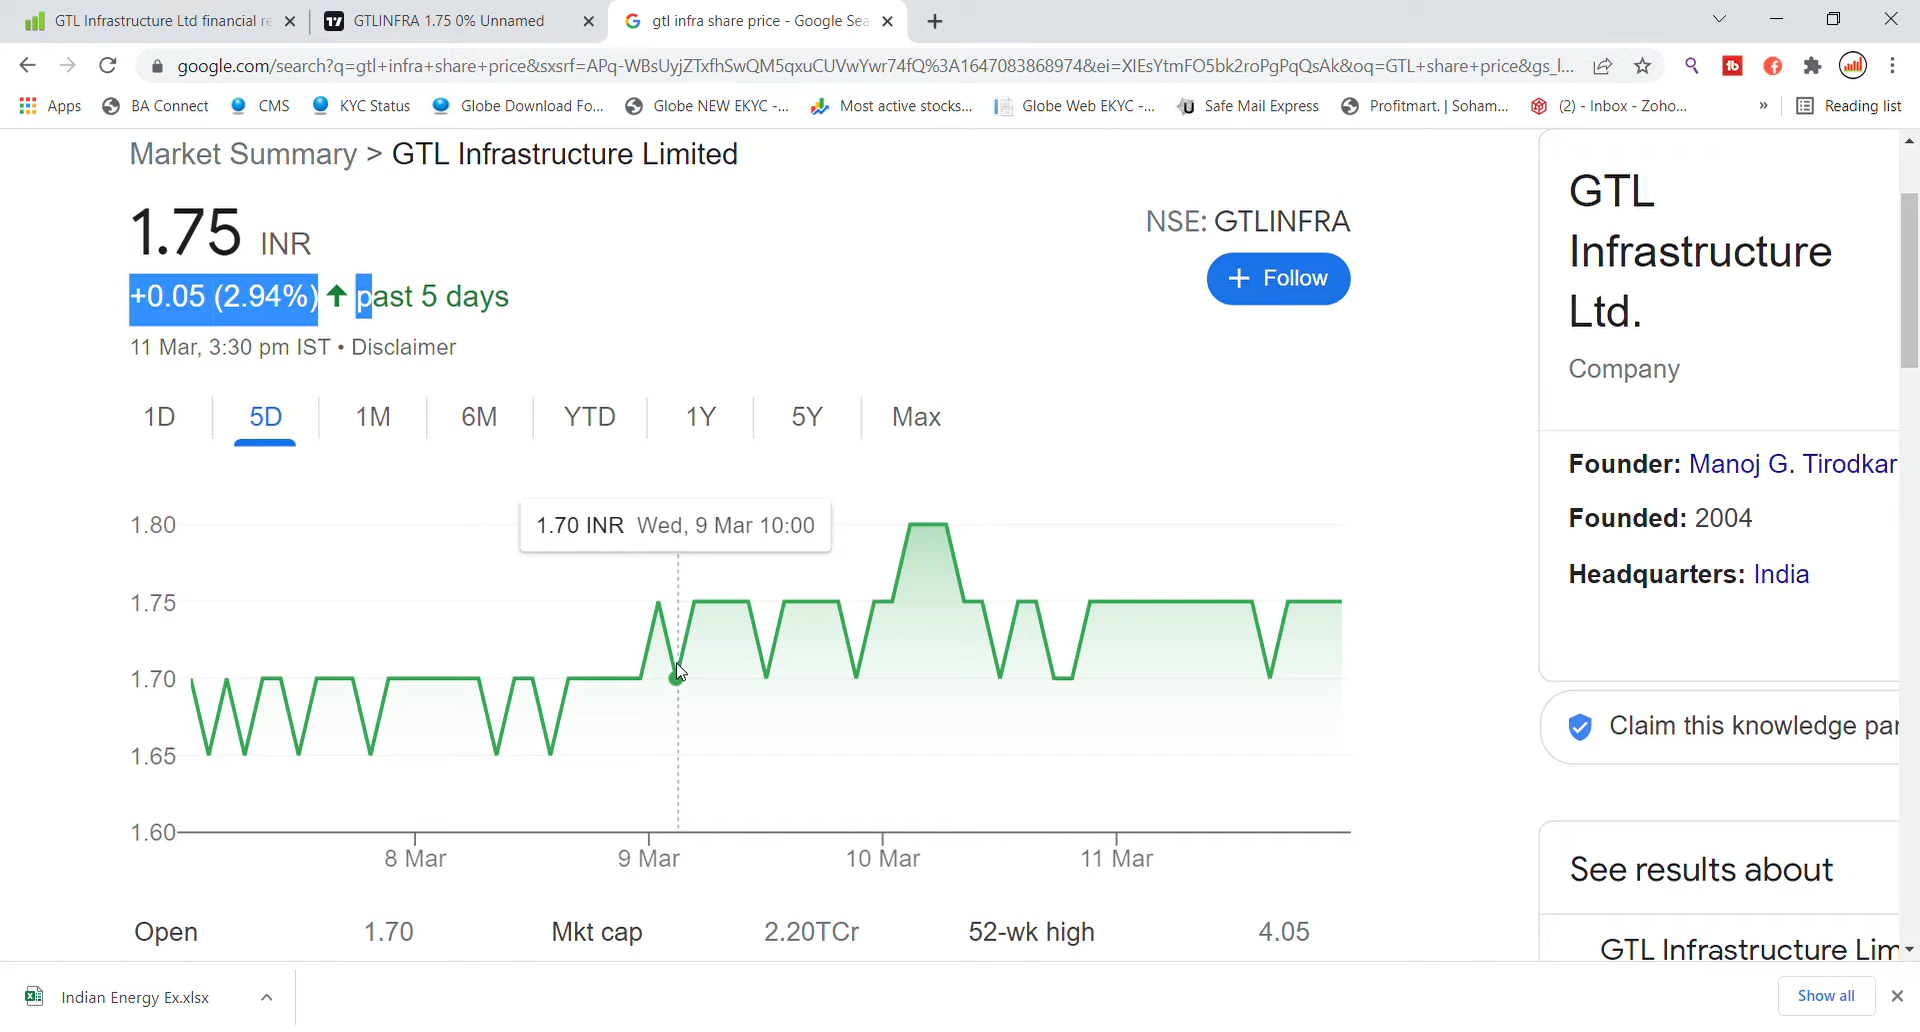 GTL Infrastructure Ltd financial re
GTLINFRA 1.75 0% Unnamed
gtl infra share price - Google Sea
google.com/search?q=gtl+infra+share+price&sxsrf=APq-WBsUyjZTxfhSwQM5qxuCUVwYwr74fQ%3A1647083868974&ei=XIEsYtmFO5bk2roPgPqQsAk&oq=GTL+share+price&gs_l...
Apps
BA Connect
CMS
KYC Status
Globe Download Fo...
Globe NEW EKYC -...
Most active stocks...
Globe Web EKYC -...
Safe Mail Express
Profitmart. | Soham...
(2) - Inbox - Zoho...
»
Reading list
Market Summary > GTL Infrastructure Limited
1.75 INR
+0.05 (2.94%) ↑ past 5 days
11 Mar, 3:30 pm IST • Disclaimer
NSE: GTLINFRA
+ Follow
1D
5D
1M
6M
YTD
1Y
5Y
Max
1.70 INR Wed, 9 Mar 10:00
1.80
1.75
1.70
1.65
1.60
8 Mar
9 Mar
10 Mar
11 Mar
Open 1.70
Mkt cap 2.20TCr
52-wk high 4.05
GTL
Infrastructure
Ltd.
Company
Founder: Manoj G. Tirodkar
Founded: 2004
Headquarters: India
Claim this knowledge par
See results about
GTL Infrastructure Lim
Indian Energy Ex.xlsx
Show all